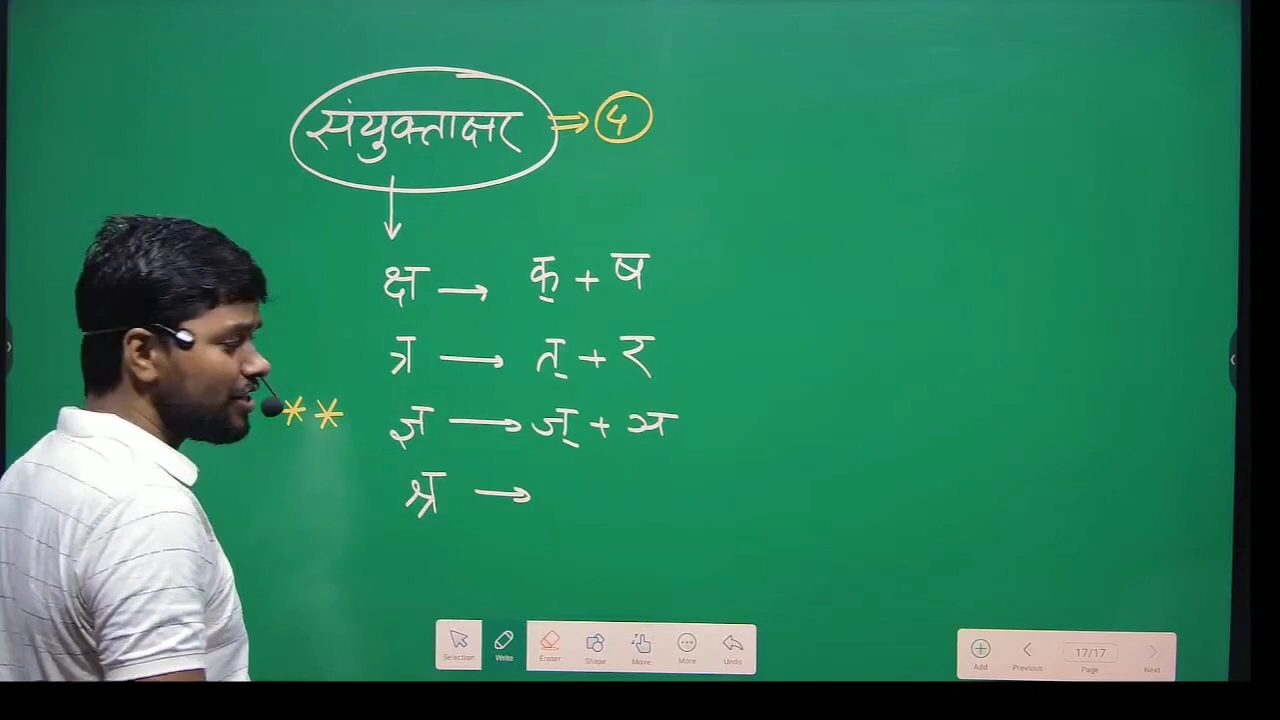 संयुक्ताक्षर ⇒ 4
क्ष → क् + ष
त्र → त् + र
** ज्ञ → ज् + ञ
श्र →
Selection Write Eraser Shape Move More Undo
Add Previous 17/17 Page Next